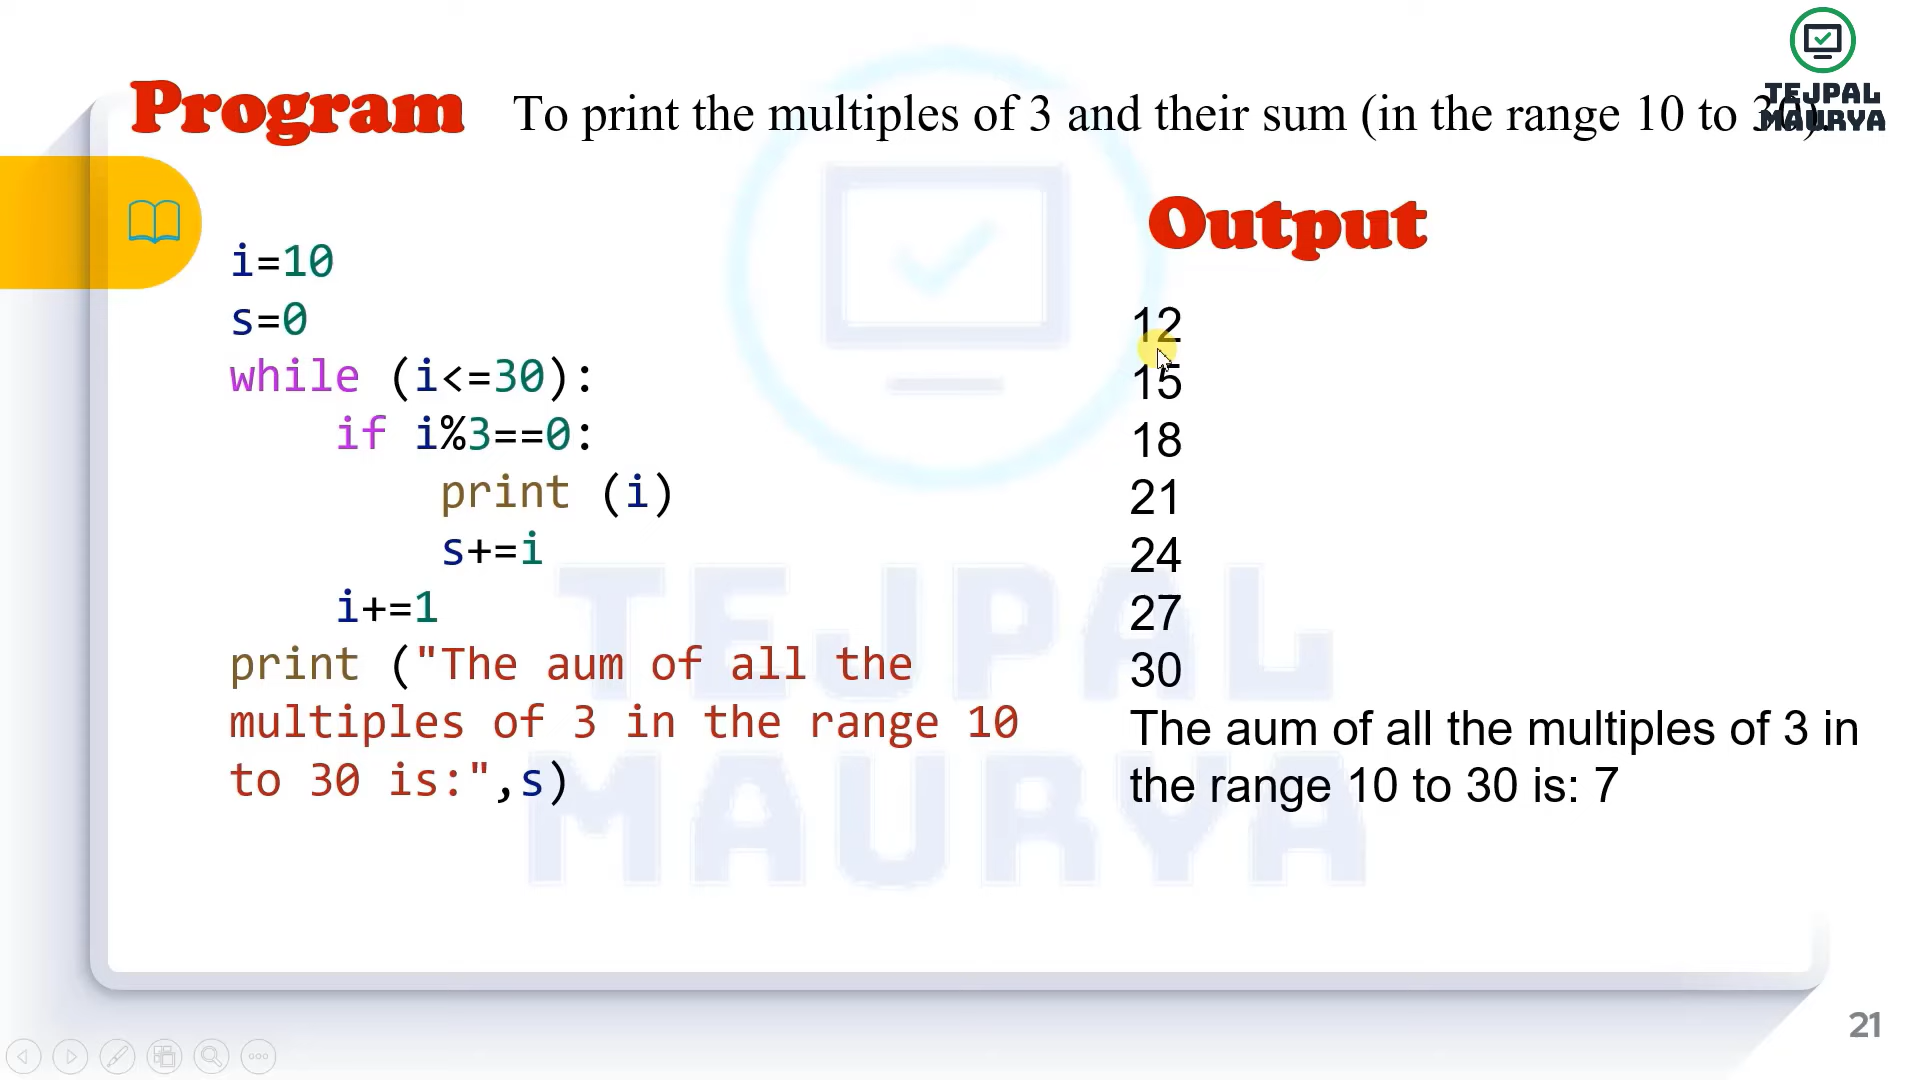 TEJPAL
MAURYA
Program To print the multiples of 3 and their sum (in the range 10 to 30).
Output
i=10
s=0
while (i<=30):
if i%3==0:
print (i)
s+=i
i+=1
print ("The aum of all the
multiples of 3 in the range 10
to 30 is:",s)
12
15
18
21
24
27
30
The aum of all the multiples of 3 in
the range 10 to 30 is: 7
TEJPAL
MAURYA
21